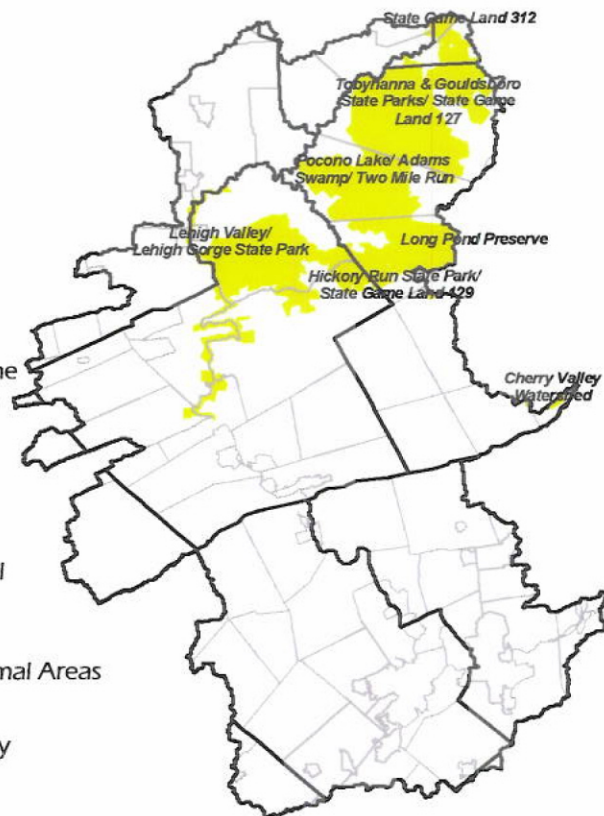 State Game Land 312
Tobyhanna & Gouldsboro
State Parks/ State Game
Land 127
Pocono Lake/ Adams
Swamp/ Two Mile Run
Lehigh Valley/
Lehigh Gorge State Park
Long Pond Preserve
Hickory Run State Park/
State Game Land 129
Cherry Valley
Watershed